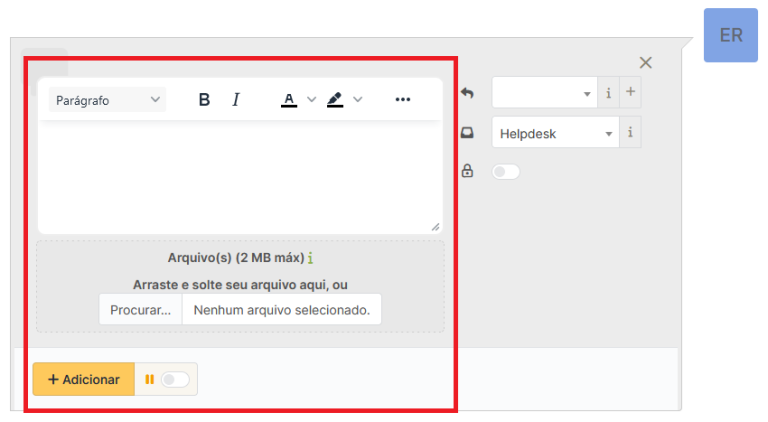 ER
Parágrafo
B I A
Helpdesk
Arquivo(s) (2 MB máx) i
Arraste e solte seu arquivo aqui, ou
Procurar... Nenhum arquivo selecionado.
+ Adicionar